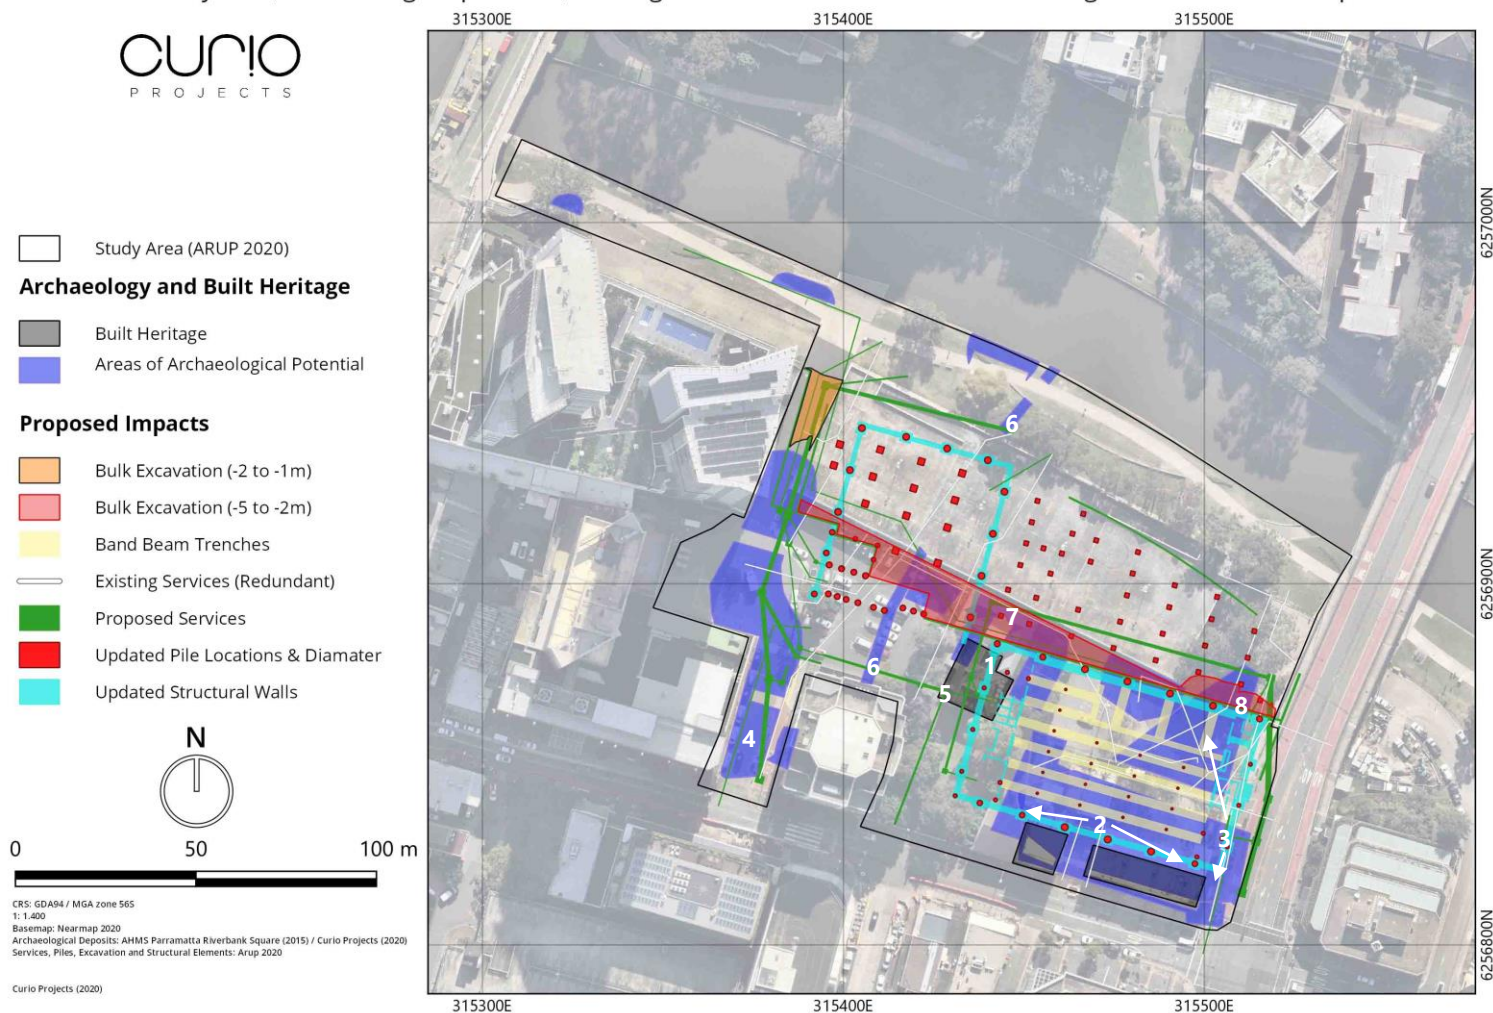 315300E
315400E
315500E
CURIO
PROJECTS
Study Area (ARUP 2020)
Archaeology and Built Heritage
Built Heritage
Areas of Archaeological Potential
Proposed Impacts
Bulk Excavation (-2 to -1m)
Bulk Excavation (-5 to -2m)
Band Beam Trenches
Existing Services (Redundant)
Proposed Services
Updated Pile Locations & Diamater
Updated Structural Walls
N
0 50 100 m
CRS: GDA94 / MGA zone 56S
1: 1.400
Basemap: Nearmap 2020
Archaeological Deposits: AHMS Parramatta Riverbank Square (2015) / Curio Projects (2020)
Services, Piles, Excavation and Structural Elements: Arup 2020
Curio Projects (2020)
6257000N
6256900N
6256800N
6
7
1
6
5
8
4
2
3
315300E
315400E
315500E